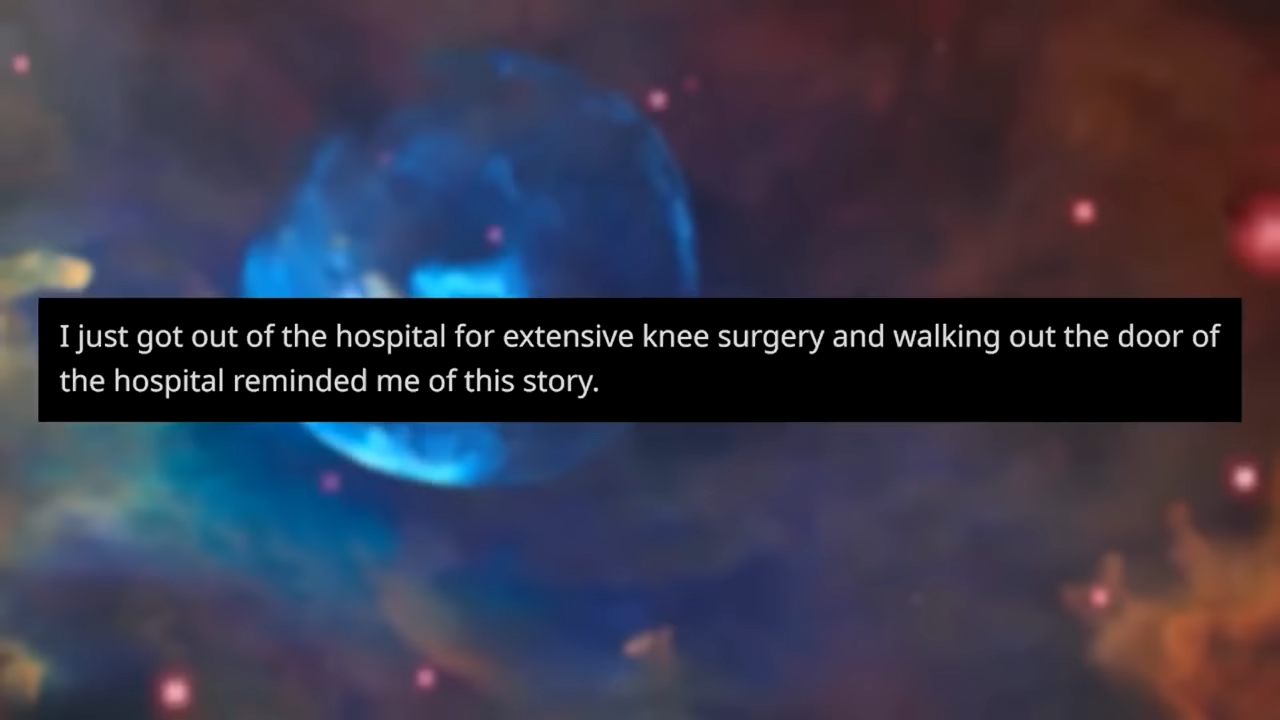 I just got out of the hospital for extensive knee surgery and walking out the door of
the hospital reminded me of this story.